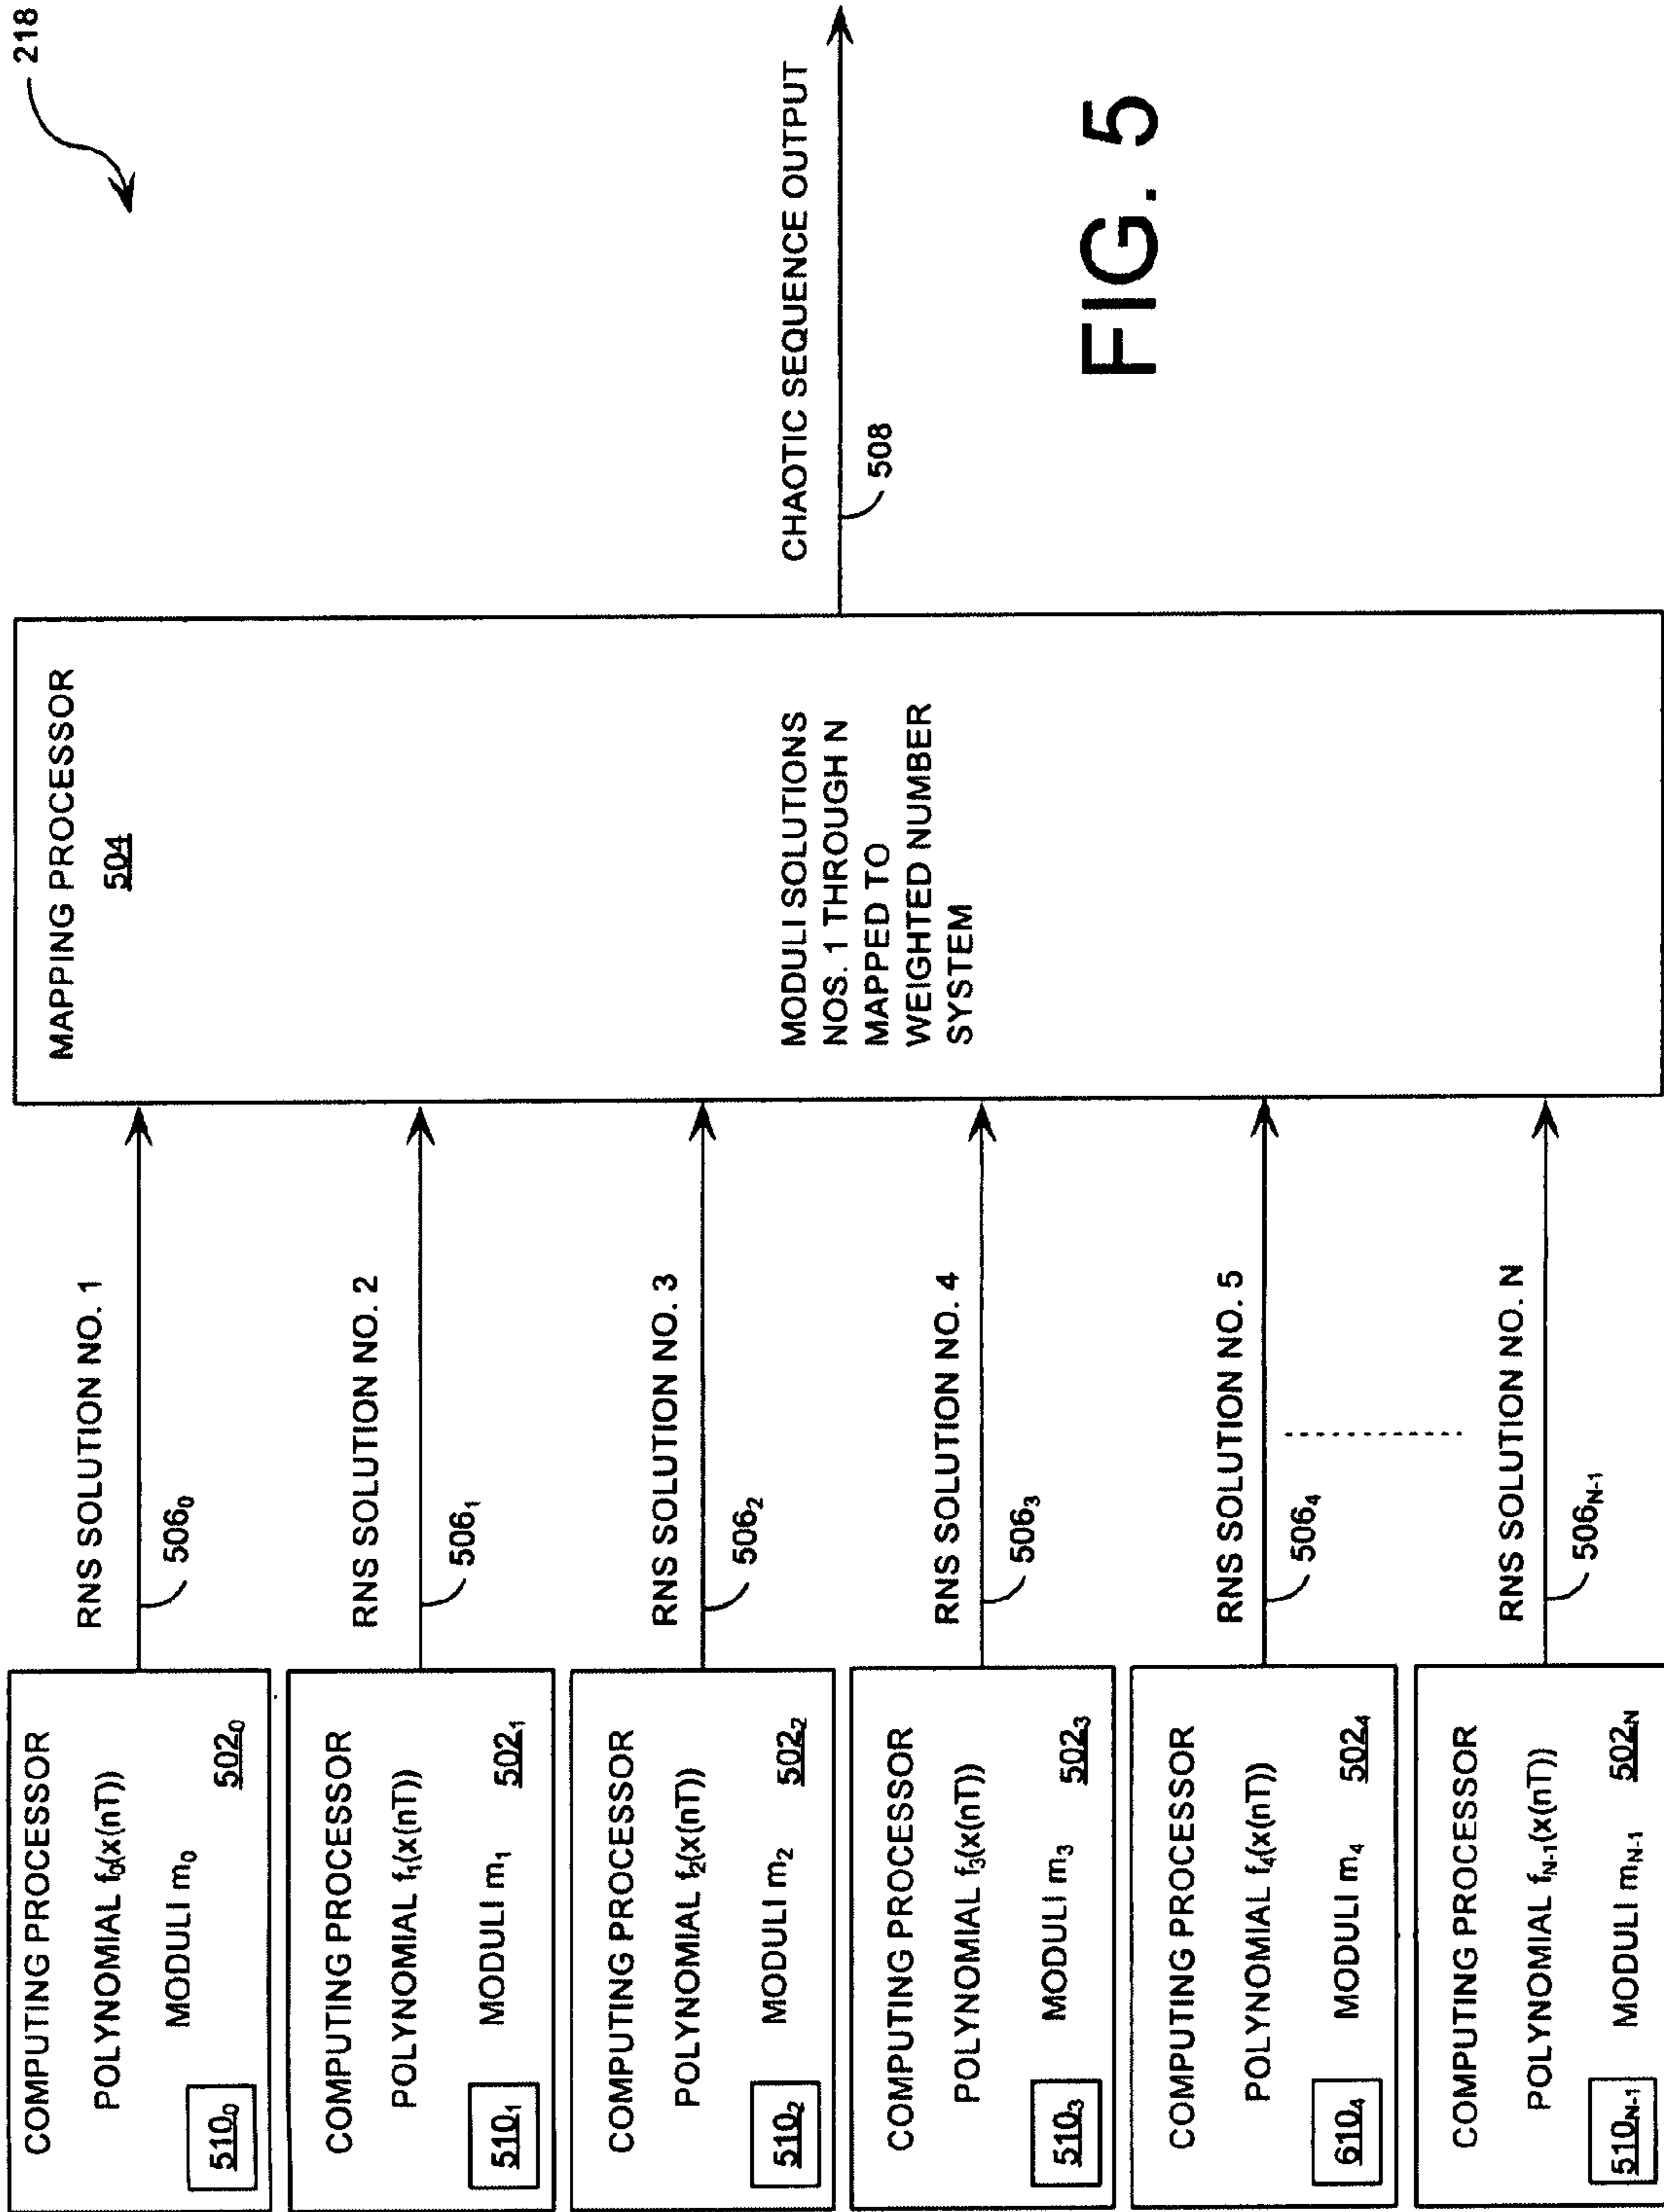 218
COMPUTING PROCESSOR
POLYNOMIAL f₀(x(nT))
MODULI m₀
510₀
502₀
RNS SOLUTION NO. 1
506₀
COMPUTING PROCESSOR
POLYNOMIAL f₁(x(nT))
510₁
MODULI m₁
502₁
RNS SOLUTION NO. 2
506₁
COMPUTING PROCESSOR
POLYNOMIAL f₂(x(nT))
510₂
MODULI m₂
502₂
RNS SOLUTION NO. 3
506₂
COMPUTING PROCESSOR
POLYNOMIAL f₃(x(nT))
510₃
MODULI m₃
502₃
RNS SOLUTION NO. 4
506₃
COMPUTING PROCESSOR
POLYNOMIAL f₄(x(nT))
610₄
MODULI m₄
502₄
RNS SOLUTION NO. 5
506₄
COMPUTING PROCESSOR
POLYNOMIAL f_{N-1}(x(nT))
510_{N-1}
MODULI m_{N-1}
502_N
RNS SOLUTION NO. N
506_{N-1}
MAPPING PROCESSOR
504
MODULI SOLUTIONS
NOS. 1 THROUGH N
MAPPED TO
WEIGHTED NUMBER
SYSTEM
CHAOTIC SEQUENCE OUTPUT
508
FIG. 5